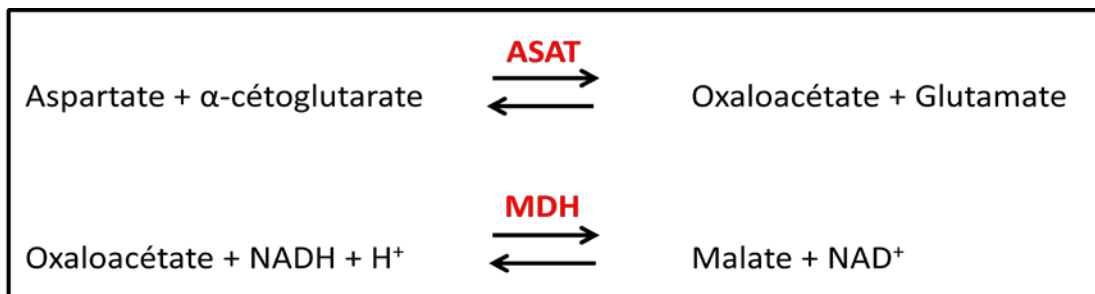 ASAT
Aspartate + α-cétoglutarate Oxaloacétate + Glutamate
MDH
Oxaloacétate + NADH + H⁺ Malate + NAD⁺